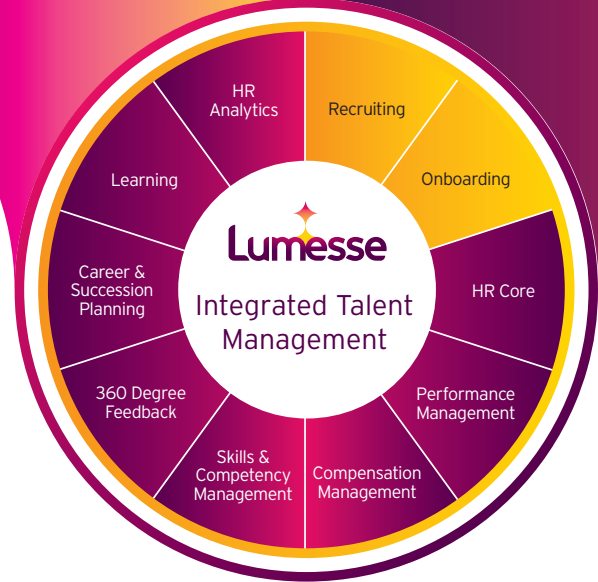 HR
Analytics
Recruiting
Learning
Onboarding
Lumesse
Integrated Talent
Management
Career &
Succession
Planning
HR Core
360 Degree
Feedback
Performance
Management
Skills &
Competency
Management
Compensation
Management